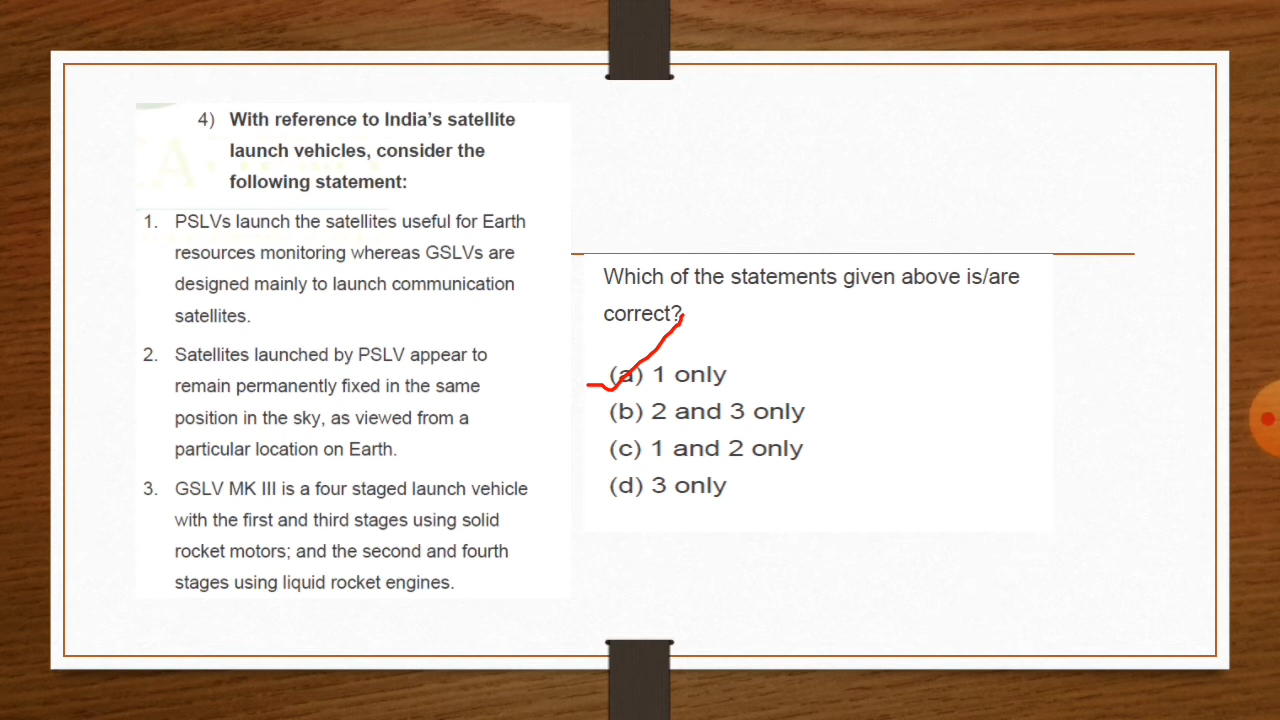 4) With reference to India's satellite
launch vehicles, consider the
following statement:
1. PSLVs launch the satellites useful for Earth
resources monitoring whereas GSLVs are
designed mainly to launch communication
satellites.
2. Satellites launched by PSLV appear to
remain permanently fixed in the same
position in the sky, as viewed from a
particular location on Earth.
3. GSLV MK III is a four staged launch vehicle
with the first and third stages using solid
rocket motors; and the second and fourth
stages using liquid rocket engines.
Which of the statements given above is/are
correct?
(a) 1 only
(b) 2 and 3 only
(c) 1 and 2 only
(d) 3 only